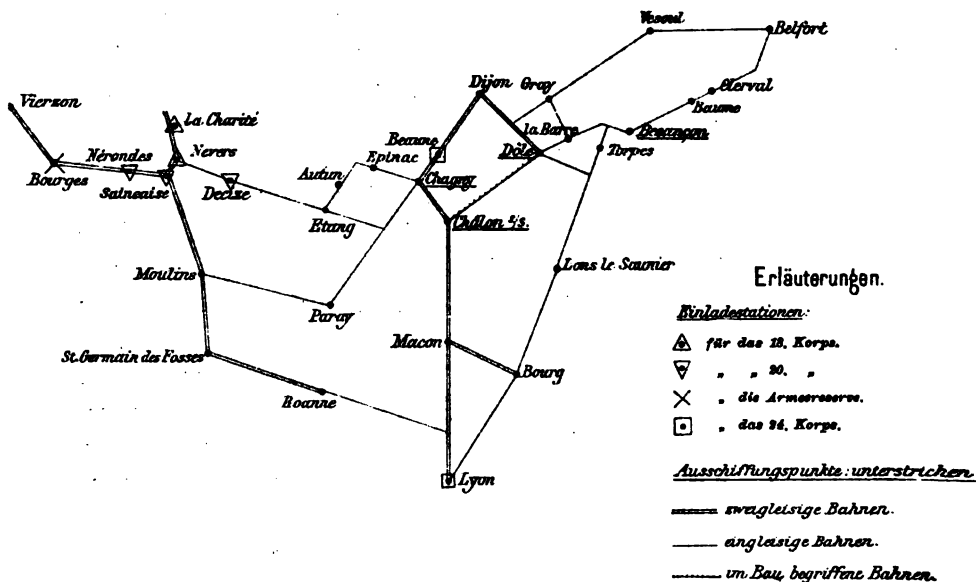 Vesoul
Belfort
Vierzon
Dijon
Gray
Clerval
Baume
la Charité
la Barre
Besançon
Beaune
Nérondes
Nevers
Epinac
Dôle
Torpes
Bourges
Autun
Chagny
Saincaize
Decize
Etang
Châlon s/s.
Moulins
Lons le Saunier
Paray
Macon
St. Germain des Fosses
Bourg
Roanne
Lyon
Erläuterungen.
Einladestationen:
für das 18. Korps.
„ „ 20. „
„ die Armeereserve.
„ das 24. Korps.
Ausschiffungspunkte: unterstrichen
zweigleisige Bahnen.
eingleisige Bahnen.
im Bau begriffene Bahnen.